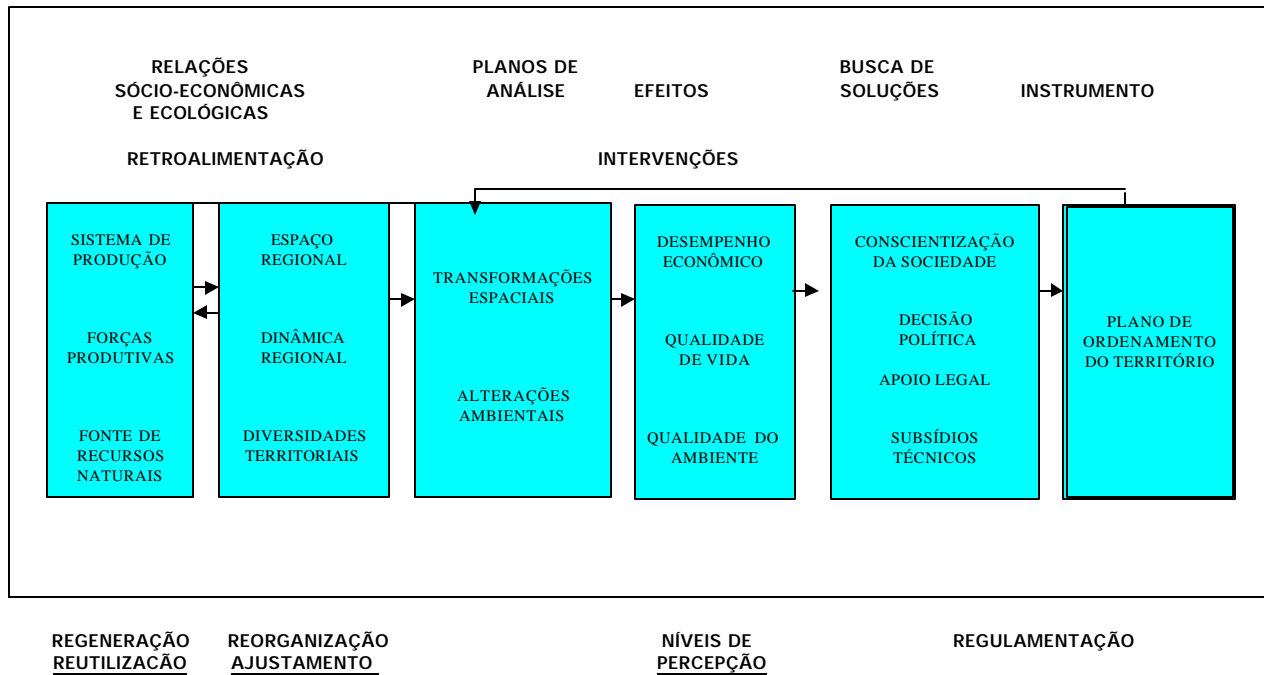 RELAÇÕES
SÓCIO-ECONÔMICAS
E ECOLÓGICAS
PLANOS DE
ANÁLISE
EFEITOS
BUSCA DE
SOLUÇÕES
INSTRUMENTO
RETROALIMENTAÇÃO
INTERVENÇÕES
SISTEMA DE
PRODUÇÃO
FORÇAS
PRODUTIVAS
FONTE DE
RECURSOS
NATURAIS
ESPAÇO
REGIONAL
DINÂMICA
REGIONAL
DIVERSIDADES
TERRITORIAIS
TRANSFORMAÇÕES
ESPACIAIS
ALTERAÇÕES
AMBIENTAIS
DESEMPENHO
ECONÔMICO
QUALIDADE
DE VIDA
QUALIDADE DO
AMBIENTE
CONSCIENTIZAÇÃO
DA SOCIEDADE
DECISÃO
POLÍTICA
APOIO LEGAL
SUBSÍDIOS
TÉCNICOS
PLANO DE
ORDENAMENTO
DO TERRITÓRIO
REGENERAÇÃO
REUTILIZACÃO
REORGANIZAÇÃO
AJUSTAMENTO
NÍVEIS DE
PERCEPÇÃO
REGULAMENTAÇÃO